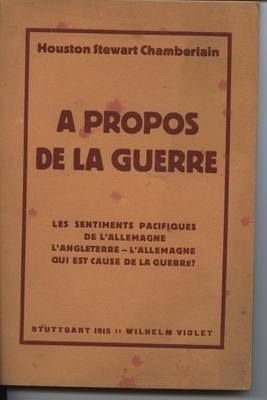 Houston Stewart Chamberlain
A PROPOS
DE LA GUERRE
LES SENTIMENTS PACIFIQUES
DE L'ALLEMAGNE
L'ANGLETERRE – L'ALLEMAGNE
QUI EST CAUSE DE LA GUERRE?
STUTTGART 1915 :: WILHELM VIOLET